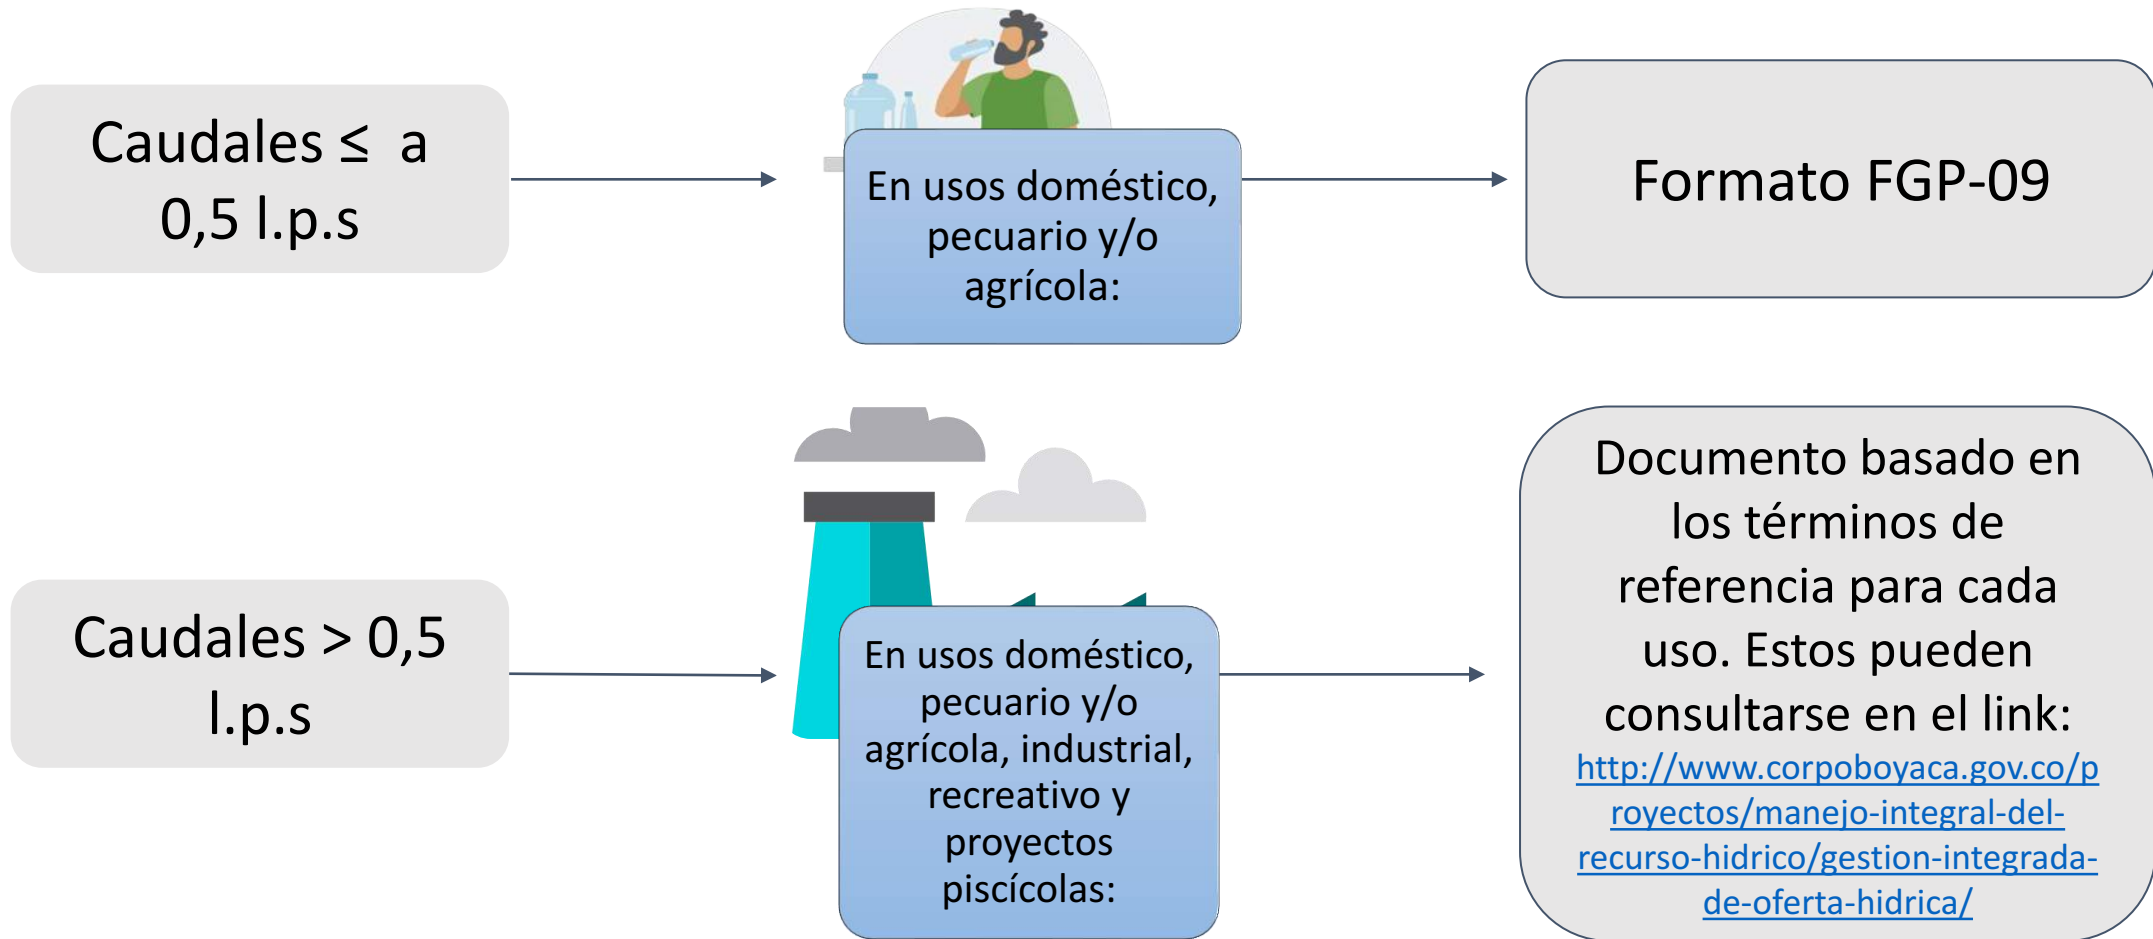 Caudales ≤  a
0,5 l.p.s
En usos doméstico,
pecuario y/o
agrícola:
Formato FGP-09
Caudales > 0,5
l.p.s
En usos doméstico,
pecuario y/o
agrícola, industrial,
recreativo y
proyectos
piscícolas:
Documento basado en
los términos de
referencia para cada
uso. Estos pueden
consultarse en el link:
http://www.corpoboyaca.gov.co/p
royectos/manejo-integral-del-
recurso-hidrico/gestion-integrada-
de-oferta-hidrica/